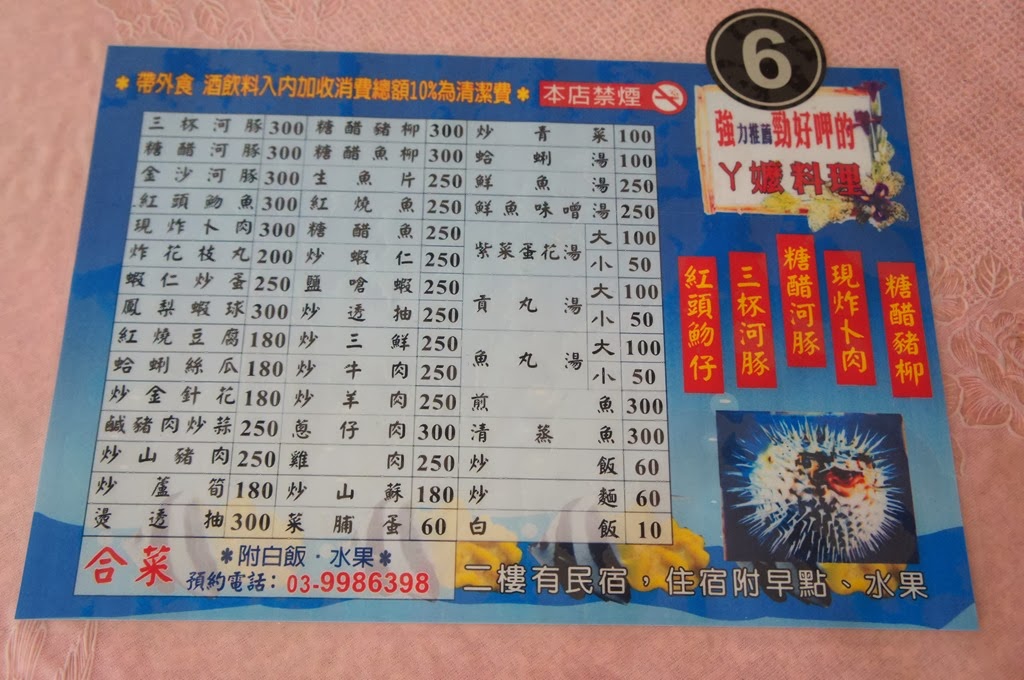 6
* 帶外食 酒飲料入内加收消費總額10%為清潔費 *
本店禁煙
三杯河豚 300 糖醋豬柳 300 炒青菜 100
糖醋河豚 300 糖醋魚柳 300 蛤蜊湯 100
金沙河豚 300 生魚片 250 鮮魚湯 250
紅頭魩魚 300 紅燒魚 250 鮮魚味噌湯 250
現炸卜肉 300 糖醋魚 250 紫菜蛋花湯 大 100
炸花枝丸 200 炒蝦仁 250 小 50
蝦仁炒蛋 250 鹽嗆蝦 250 貢丸湯 大 100
鳳梨蝦球 300 炒透抽 250 小 50
紅燒豆腐 180 炒三鮮 250 魚丸湯 大 100
蛤蜊絲瓜 180 炒牛肉 250 小 50
炒金針花 180 炒羊肉 250 煎魚 300
鹹豬肉炒蒜 250 蔥仔肉 300 清蒸魚 300
炒山豬肉 250 雞肉 250 炒飯 60
炒蘆筍 180 炒山蘇 180 炒麵 60
燙透抽 300 菜脯蛋 60 白飯 10
合菜
*附白飯·水果*
預約電話：03-9986398
二樓有民宿，住宿附早點、水果
強力推薦勁好呷的
丫嬤料理
紅頭魩仔
三杯河豚
糖醋河豚
現炸卜肉
糖醋豬柳